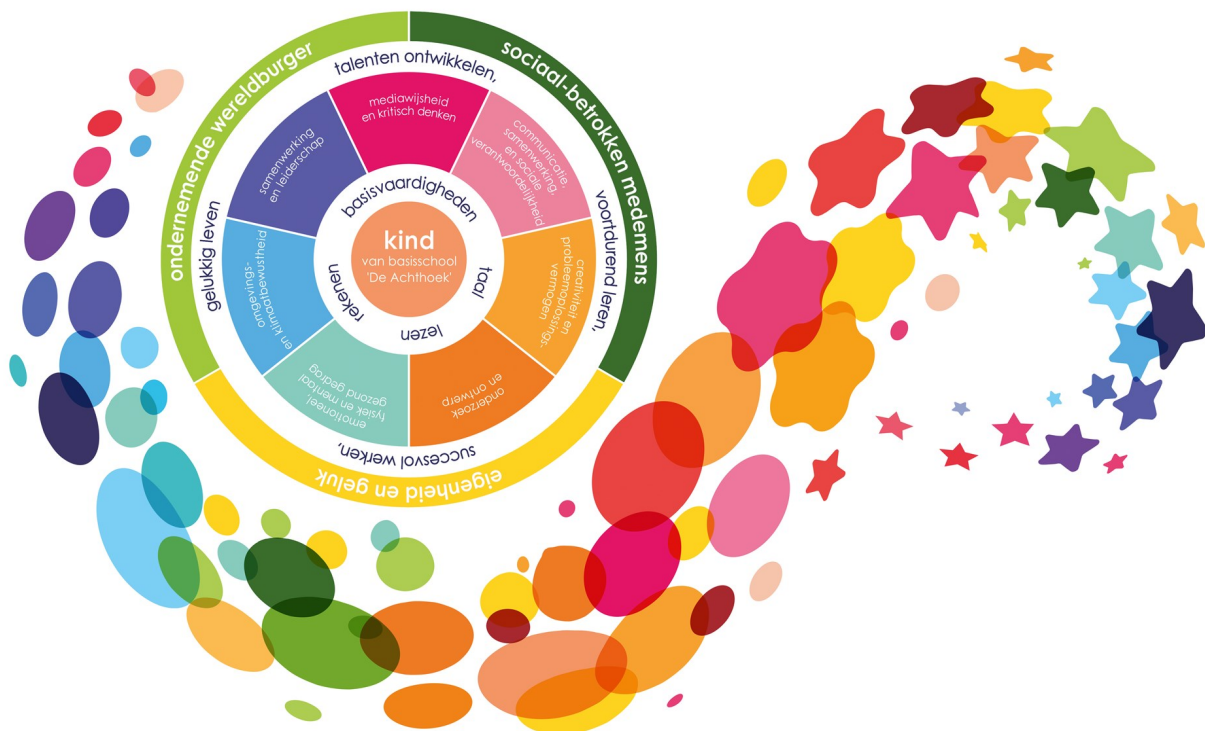 ondernemende wereldburger
sociaal-betrokken medemens
eigenheid en geluk
talenten ontwikkelen,
voortdurend leren,
succesvol werken,
gelukkig leven
mediawijsheid
en kritisch denken
communicatie,
samenwerking,
en sociale
verantwoordelijkheid
creativiteit en
probleemoplossings-
vermogen
onderzoek
en ontwerp
emotioneel,
fysiek en mentaal
gezond gedrag
omgevings-
en klimaatbewustheid
samenwerking
en leiderschap
basisvaardigheden
taal
lezen
rekenen
kind
van basisschool
'De Achthoek'